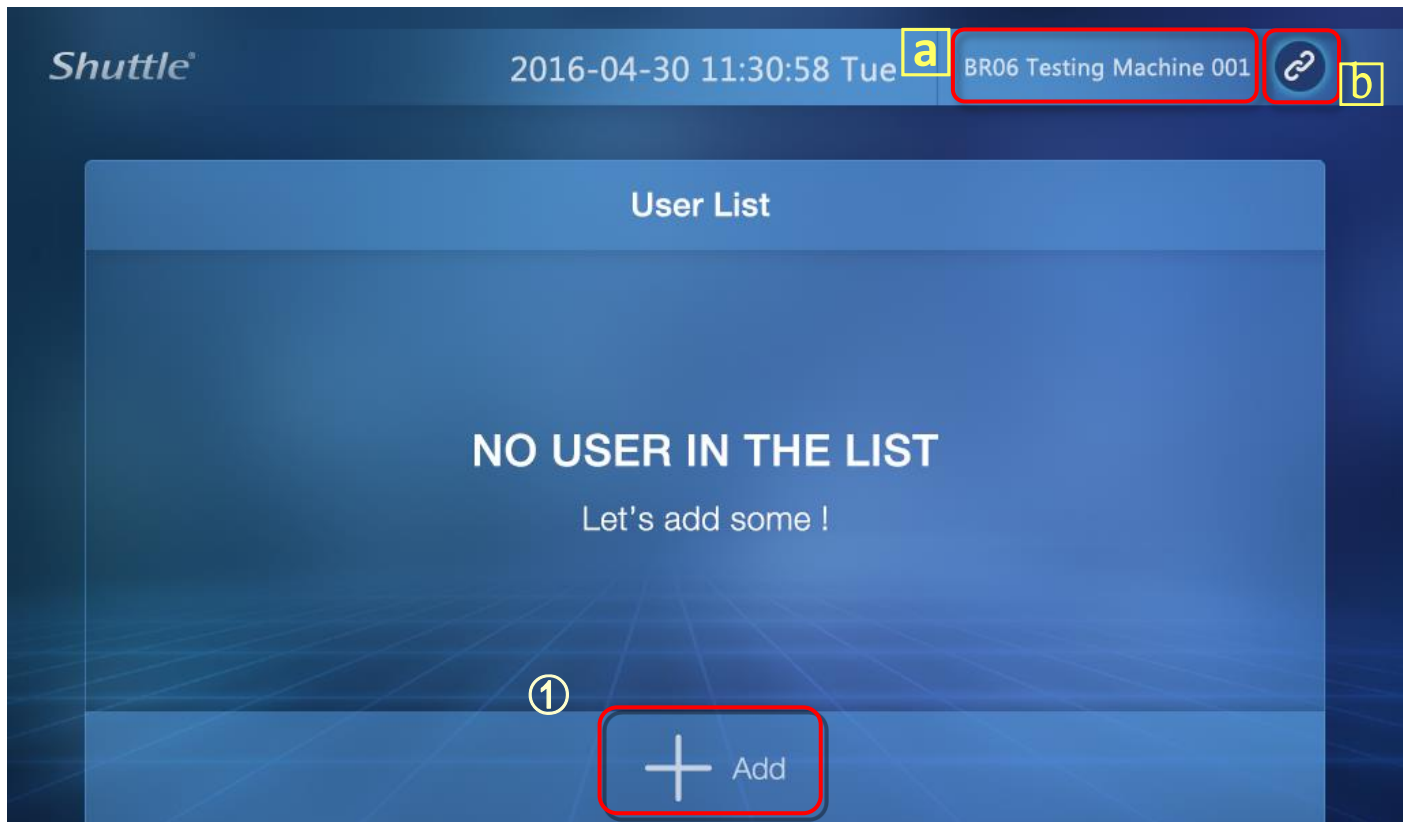 Shuttle®
2016-04-30 11:30:58 Tue
a
BR06 Testing Machine 001
b
User List
NO USER IN THE LIST
Let's add some !
①
Add